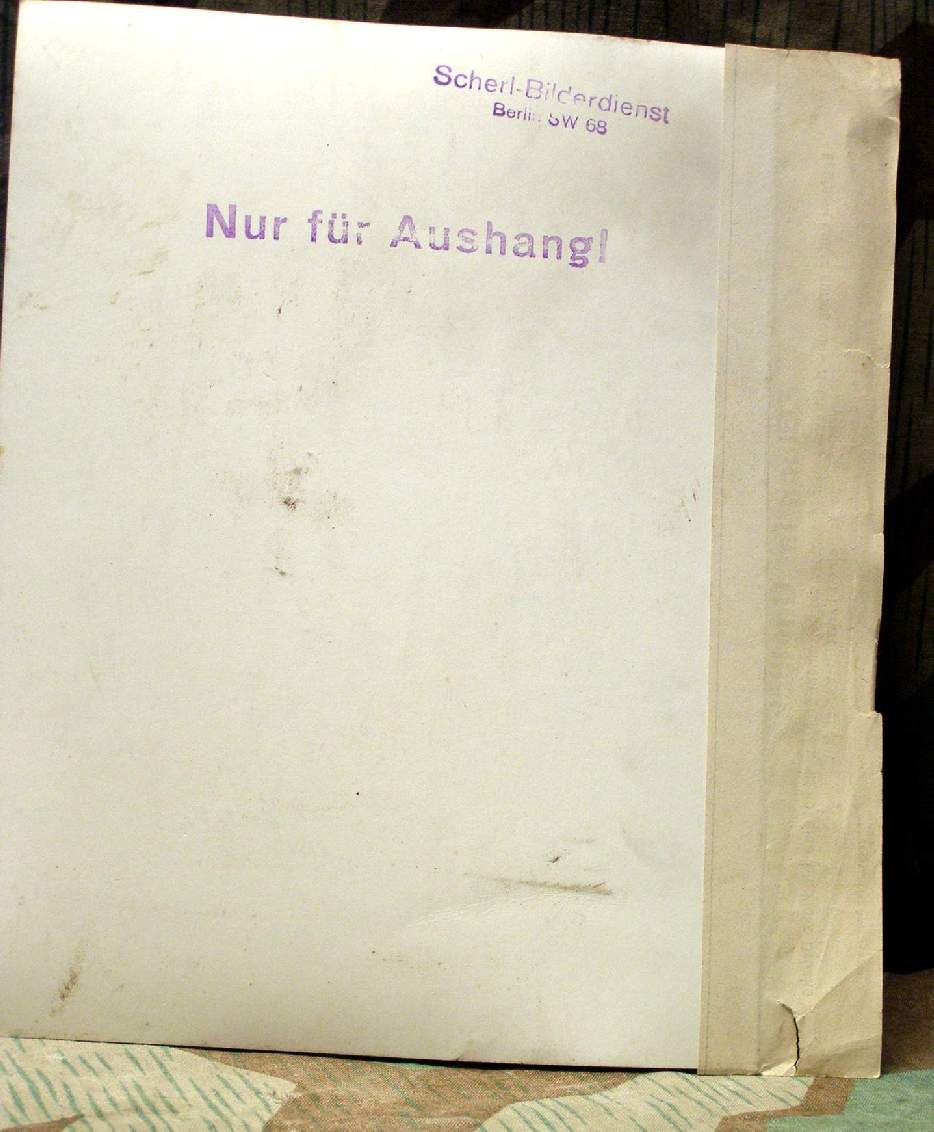 Scherl-Bilderdienst
Berlin SW 68
Nur für Aushang!